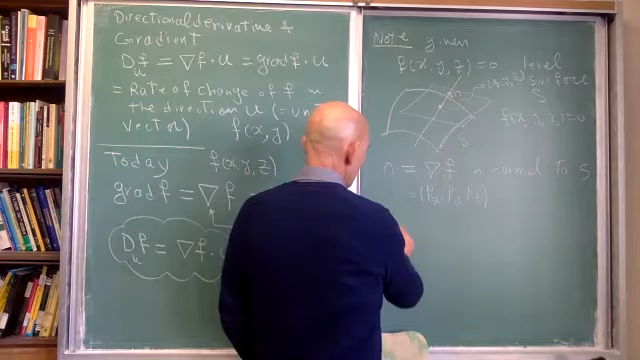 Directional derivative &
Gradient
D_u f = ∇f · u = grad f · u
= Rate of change of f in
the direction u (= unit
vector) f(x, y)
Today f(x, y, z)
grad f = ∇f =
D_u f = ∇f ·
Note given
f(x, y, z) = 0 level
surface
S
n
f(x, y, z) = 0
S
n = ∇f n normal to S
= (f_x, f_y, f_z)